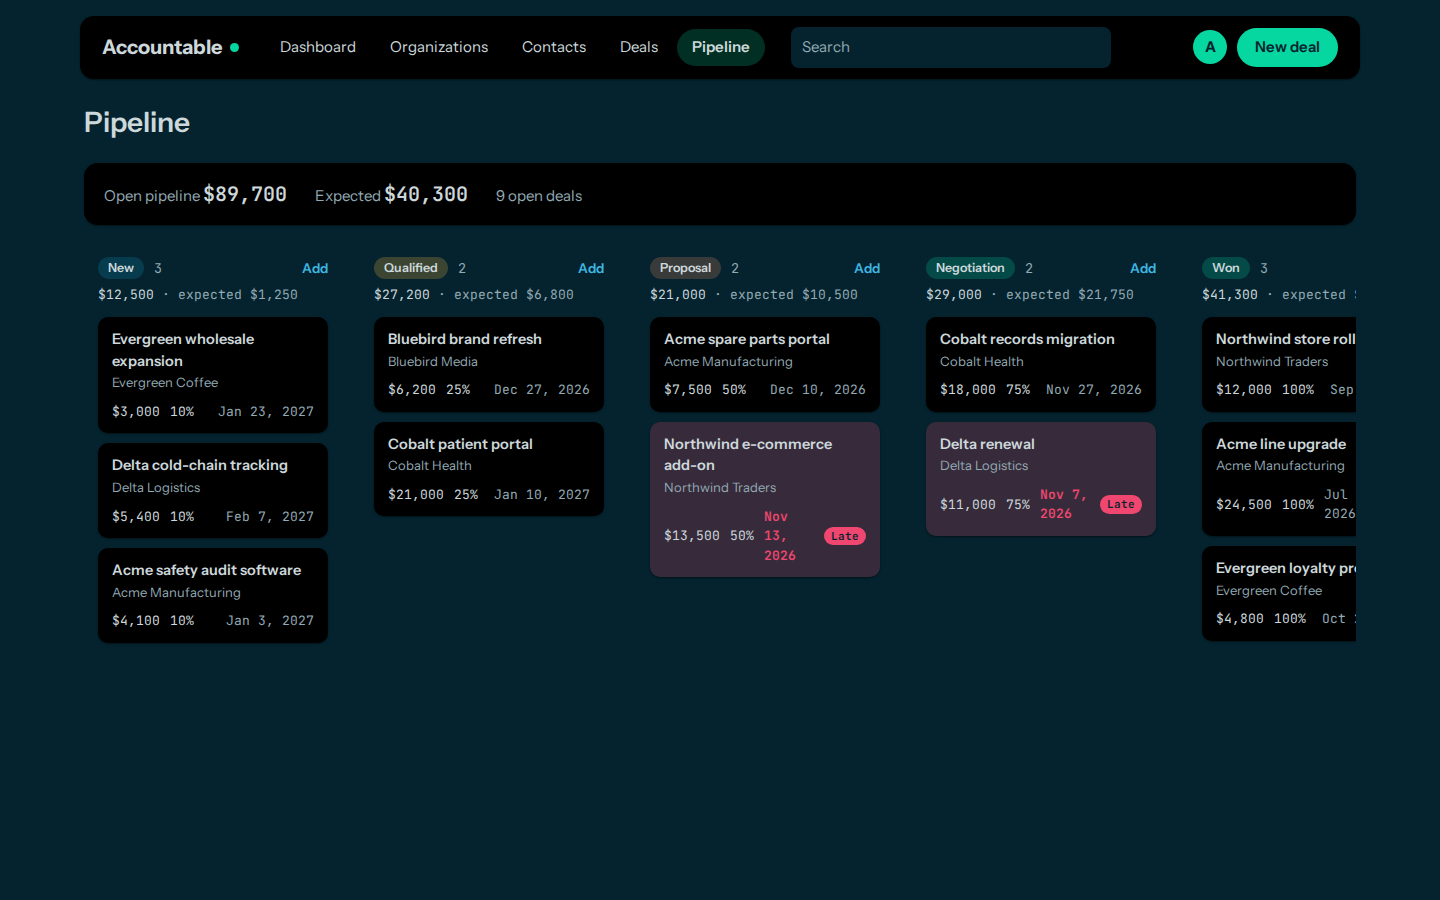 Accountable
Dashboard
Organizations
Contacts
Deals
Pipeline
Search
A
New deal
Pipeline
Open pipeline $89,700
Expected $40,300
9 open deals
New 3 Add
$12,500 · expected $1,250
Evergreen wholesale
expansion
Evergreen Coffee
$3,000 10% Jan 23, 2027
Delta cold-chain tracking
Delta Logistics
$5,400 10% Feb 7, 2027
Acme safety audit software
Acme Manufacturing
$4,100 10% Jan 3, 2027
Qualified 2 Add
$27,200 · expected $6,800
Bluebird brand refresh
Bluebird Media
$6,200 25% Dec 27, 2026
Cobalt patient portal
Cobalt Health
$21,000 25% Jan 10, 2027
Proposal 2 Add
$21,000 · expected $10,500
Acme spare parts portal
Acme Manufacturing
$7,500 50% Dec 10, 2026
Northwind e-commerce
add-on
Northwind Traders
$13,500 50% Nov
13,
2026
Late
Negotiation 2 Add
$29,000 · expected $21,750
Cobalt records migration
Cobalt Health
$18,000 75% Nov 27, 2026
Delta renewal
Delta Logistics
$11,000 75% Nov 7,
2026
Late
Won 3
$41,300 · expected
Northwind store roll
Northwind Traders
$12,000 100% Sep
Acme line upgrade
Acme Manufacturing
$24,500 100% Jul
2026
Evergreen loyalty pr
Evergreen Coffee
$4,800 100% Oct